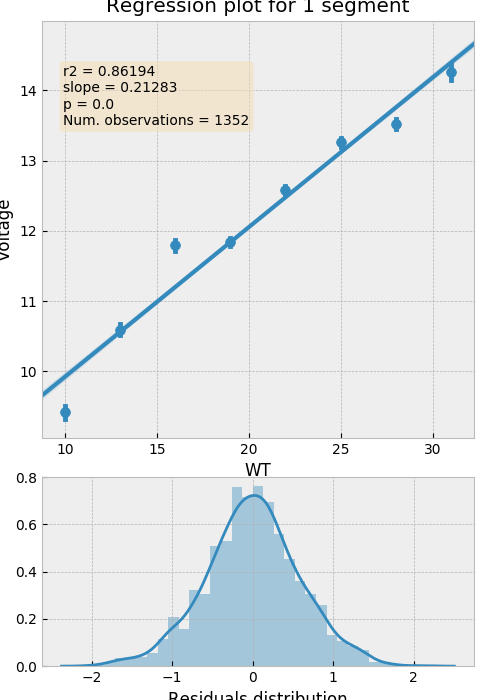 Regression plot for 1 segment
r2 = 0.86194
slope = 0.21283
p = 0.0
Num. observations = 1352
Voltage
14
13
12
11
10
10 15 20 25 30
WT
0.8
0.6
0.4
0.2
0.0
−2 −1 0 1 2
Residuals distribution